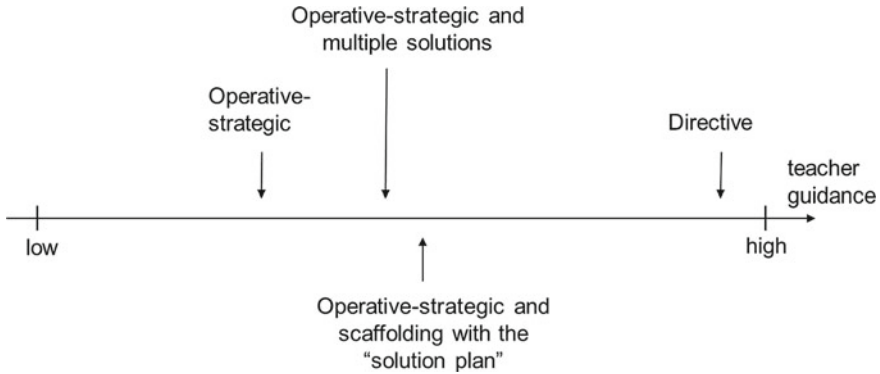 Operative-strategic and
multiple solutions
Operative-
strategic
Directive
teacher
guidance
low
high
Operative-strategic and
scaffolding with the
“solution plan”